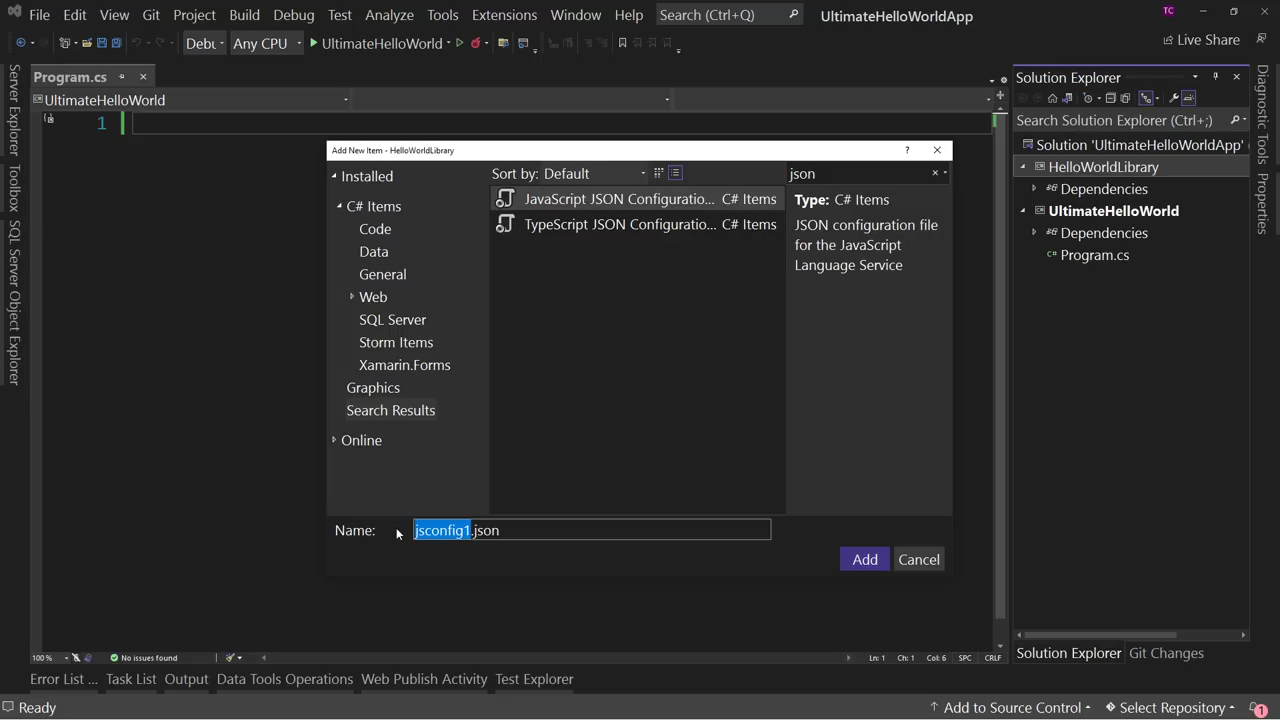 File Edit View Git Project Build Debug Test Analyze Tools Extensions Window Help Search (Ctrl+Q) UltimateHelloWorldApp TC
Live Share
Debu Any CPU UltimateHelloWorld
Server Explorer
Toolbox
SQL Server Object Explorer
Program.cs
UltimateHelloWorld
1
Add New Item - HelloWorldLibrary ?
Installed
C# Items
Code
Data
General
Web
SQL Server
Storm Items
Xamarin.Forms
Graphics
Search Results
Online
Sort by: Default
JavaScript JSON Configuratio... C# Items
TypeScript JSON Configuratio... C# Items
json
Type: C# Items
JSON configuration file
for the JavaScript
Language Service
Name: jsconfig1.json
Add Cancel
Solution Explorer
Search Solution Explorer (Ctrl+;)
Solution 'UltimateHelloWorldApp'
HelloWorldLibrary
Dependencies
UltimateHelloWorld
Dependencies
Program.cs
Solution Explorer Git Changes
Diagnostic Tools
Properties
100 % No issues found Ln: 1 Ch: 1 Col: 6 SPC CRLF
Error List ... Task List Output Data Tools Operations Web Publish Activity Test Explorer
Ready Add to Source Control Select Repository 1